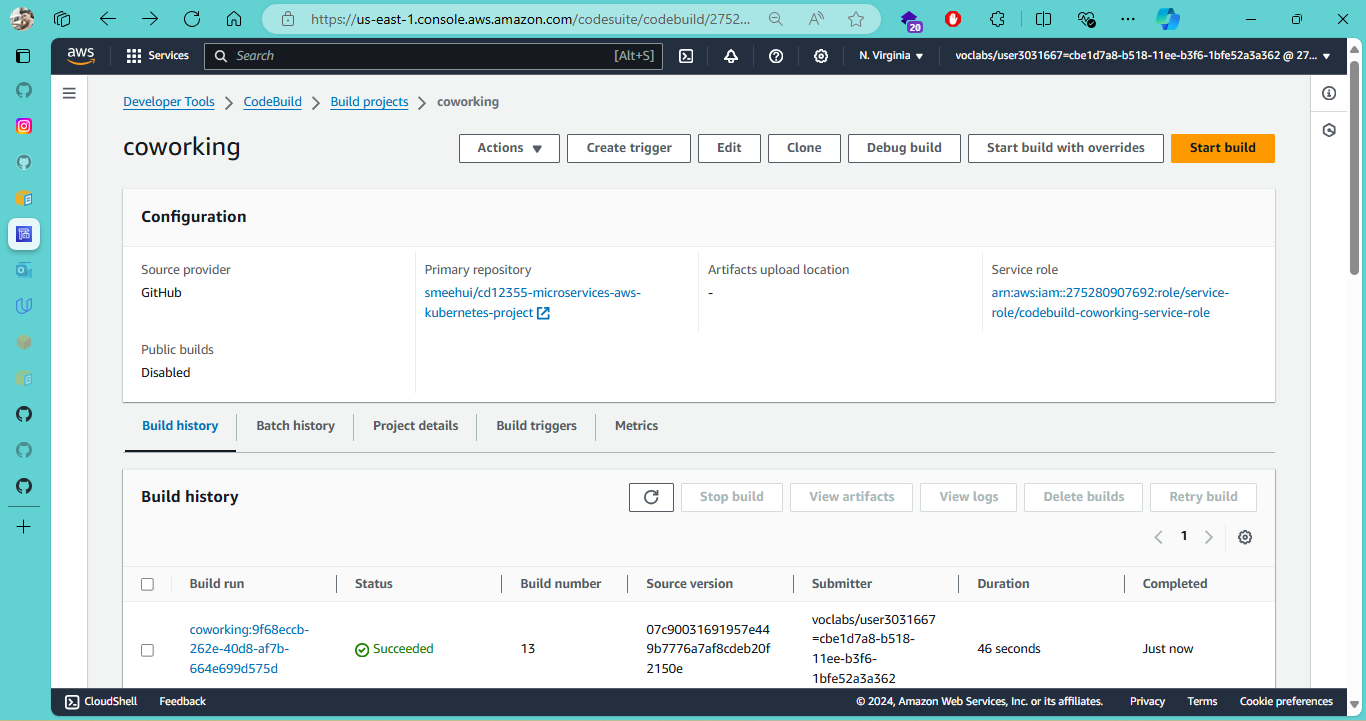 https://us-east-1.console.aws.amazon.com/codesuite/codebuild/2752...
20
aws
Services
Search
[Alt+S]
N. Virginia
voclabs/user3031667=cbe1d7a8-b518-11ee-b3f6-1bfe52a3a362 @ 27...
Developer Tools
CodeBuild
Build projects
coworking
coworking
Actions
Create trigger
Edit
Clone
Debug build
Start build with overrides
Start build
Configuration
Source provider
GitHub
Primary repository
smeehui/cd12355-microservices-aws-
kubernetes-project
Artifacts upload location
-
Service role
arn:aws:iam::275280907692:role/service-
role/codebuild-coworking-service-role
Public builds
Disabled
Build history
Batch history
Project details
Build triggers
Metrics
Build history
Stop build
View artifacts
View logs
Delete builds
Retry build
1
Build run
Status
Build number
Source version
Submitter
Duration
Completed
coworking:9f68eccb-
262e-40d8-af7b-
664e699d575d
Succeeded
13
07c90031691957e44
9b7776a7af8cdeb20f
2150e
voclabs/user3031667
=cbe1d7a8-b518-
11ee-b3f6-
1bfe52a3a362
46 seconds
Just now
CloudShell
Feedback
© 2024, Amazon Web Services, Inc. or its affiliates.
Privacy
Terms
Cookie preferences